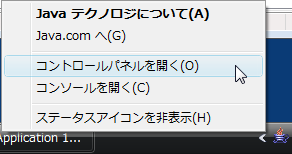 Java テクノロジについて(A)
Java.com へ(G)
コントロールパネルを開く(O)
コンソールを開く(C)
ステータスアイコンを非表示(H)
Application 1...